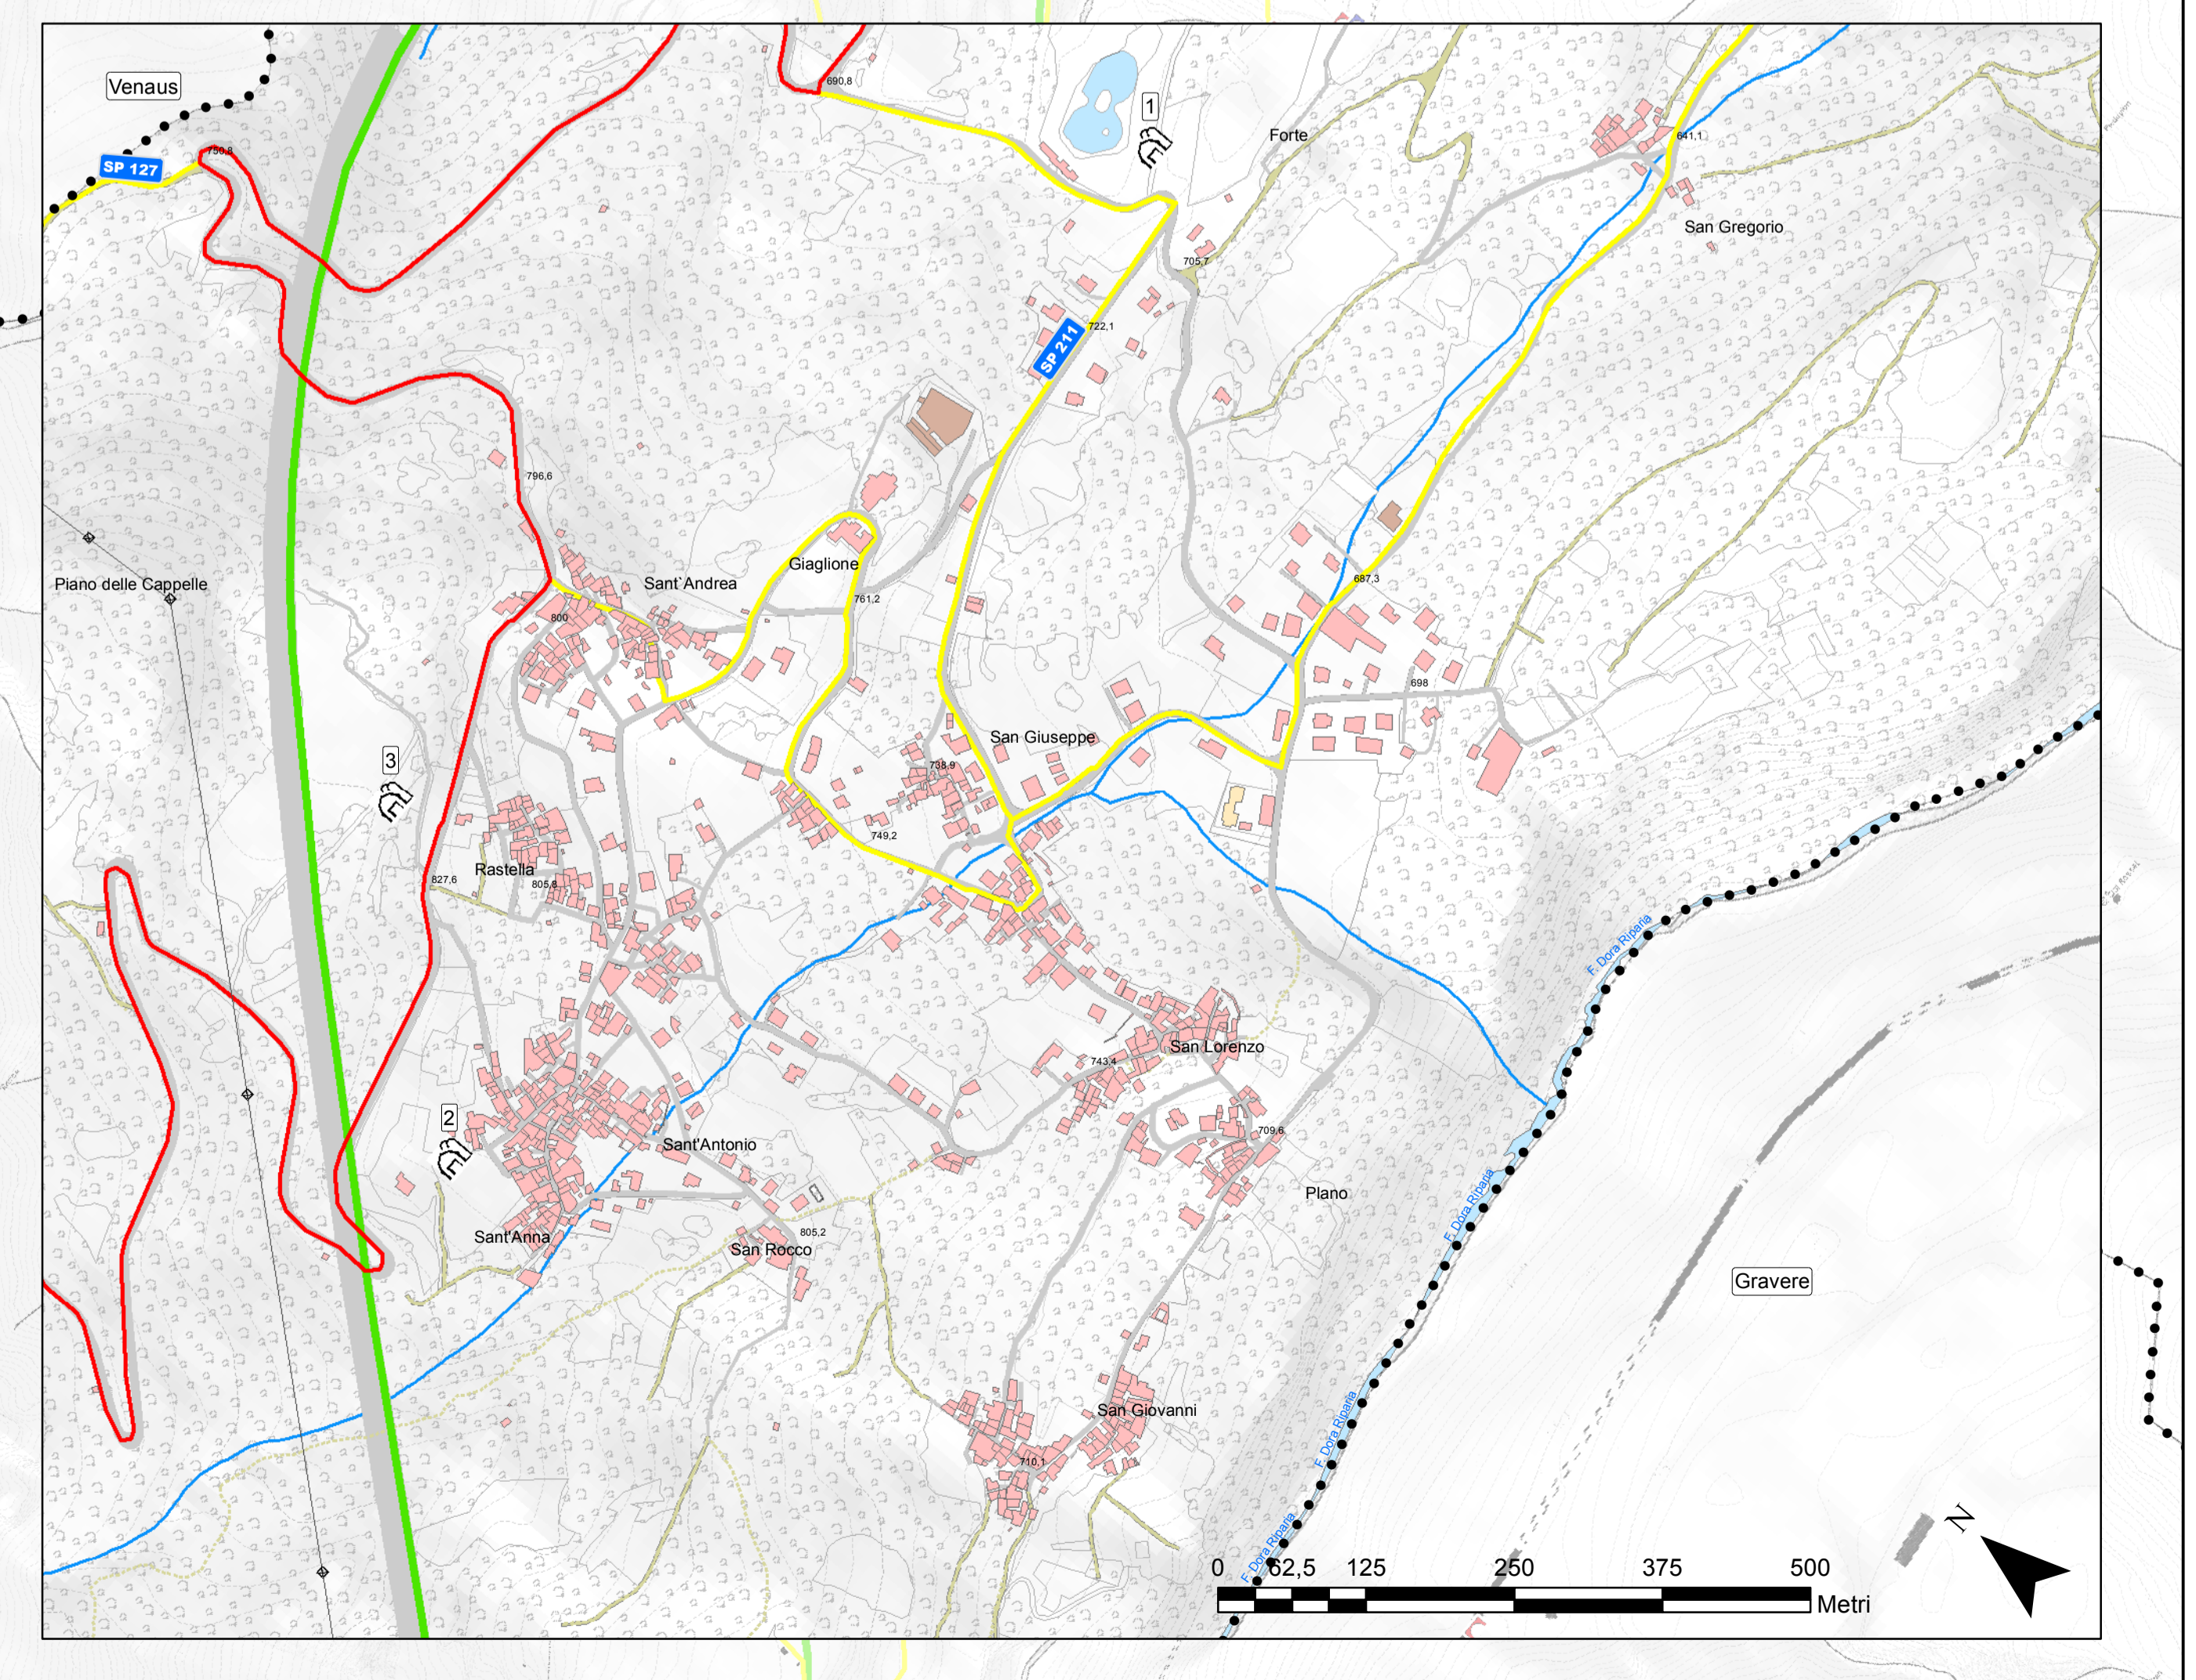 Venaus
SP 127
750,8
690,8
1
Forte
641,1
San Gregorio
705,7
SP 211
722,1
796,6
Piano delle Cappelle
Sant`Andrea
Giaglione
800
761,2
687,3
698
3
San Giuseppe
738,9
749,2
Rastella
827,6
805,8
F. Dora Riparia
San Lorenzo
743,4
2
Sant'Antonio
709,6
Plano
F. Dora Riparia
Sant'Anna
San Rocco
805,2
Gravere
San Giovanni
F. Dora Riparia
710,1
F. Dora Riparia
N
0 62,5 125 250 375 500
Metri